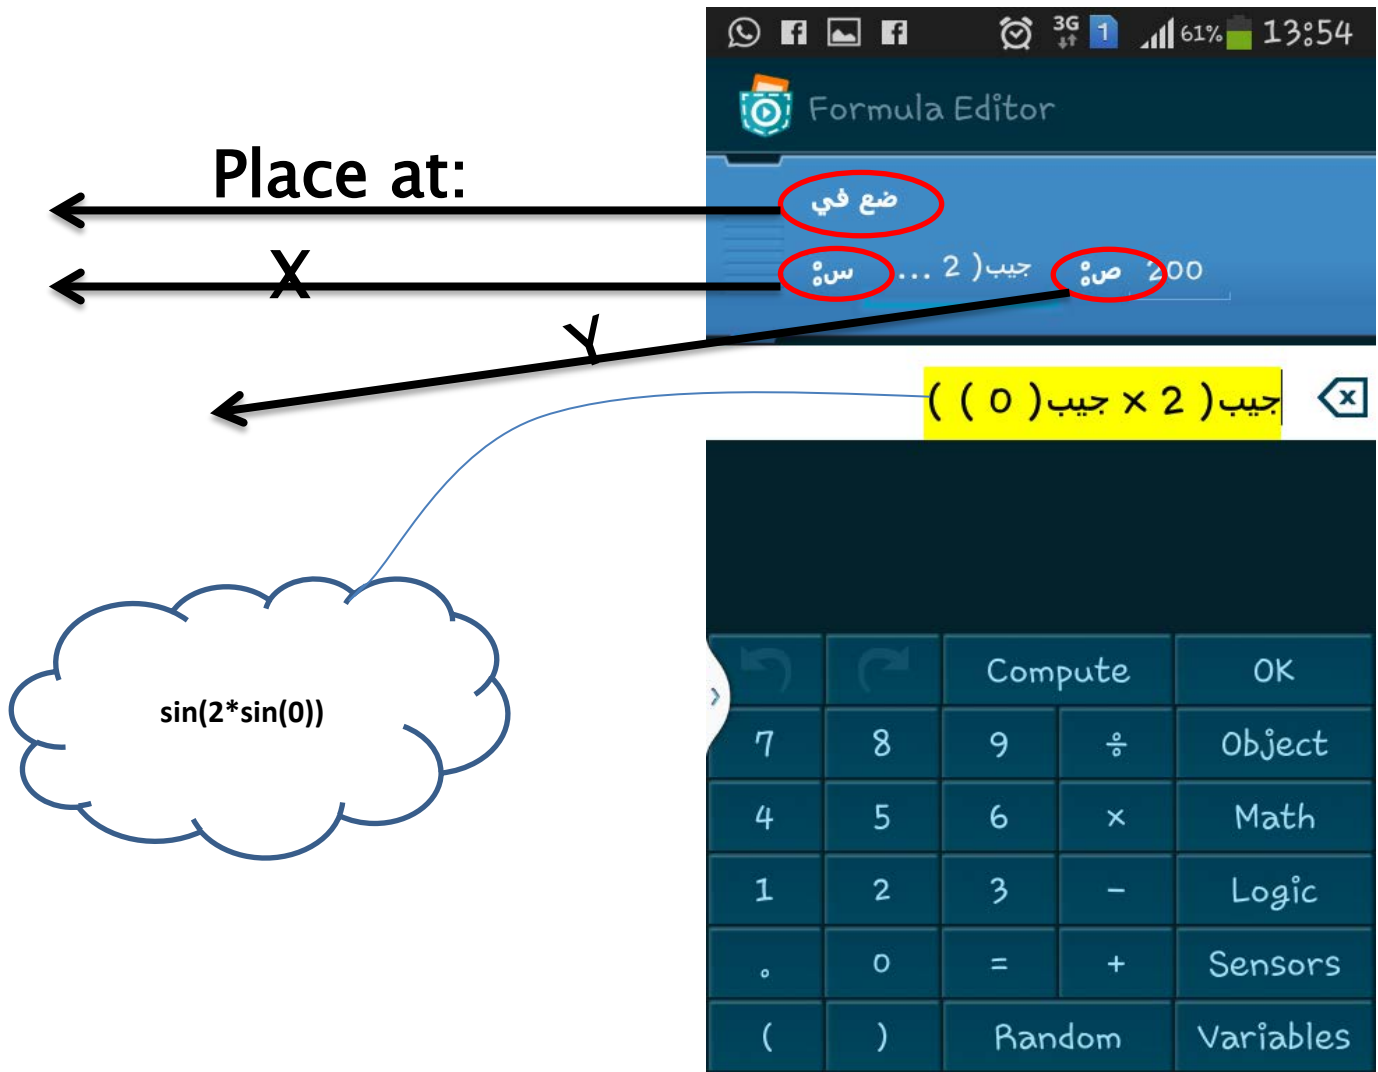 3G 1 61% 13:54
Formula Editor
Place at:
ضع في
X
س: جيب( 2 ... ص: 200
Y
جيب( 2 × جيب( 0 ) )
sin(2*sin(0))
Compute OK
7 8 9 ÷ Object
4 5 6 × Math
1 2 3 − Logic
. 0 = + Sensors
( ) Random Variables